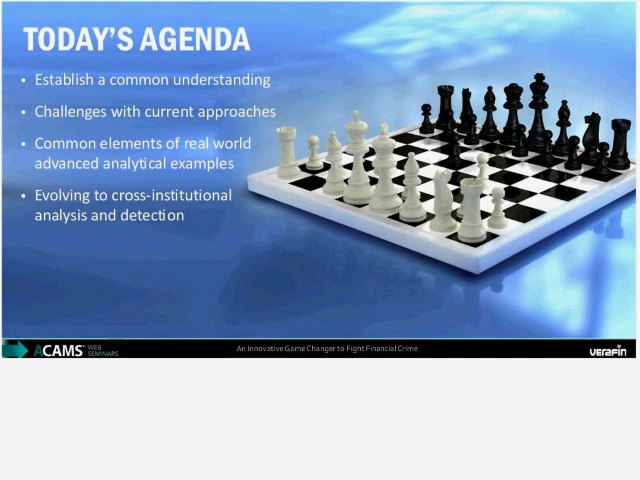 TODAY'S AGENDA
• Establish a common understanding
• Challenges with current approaches
• Common elements of real world
advanced analytical examples
• Evolving to cross-institutional
analysis and detection
ACAMS® WEB
SEMINARS
An Innovative Game Changer to Fight Financial Crime
verafin